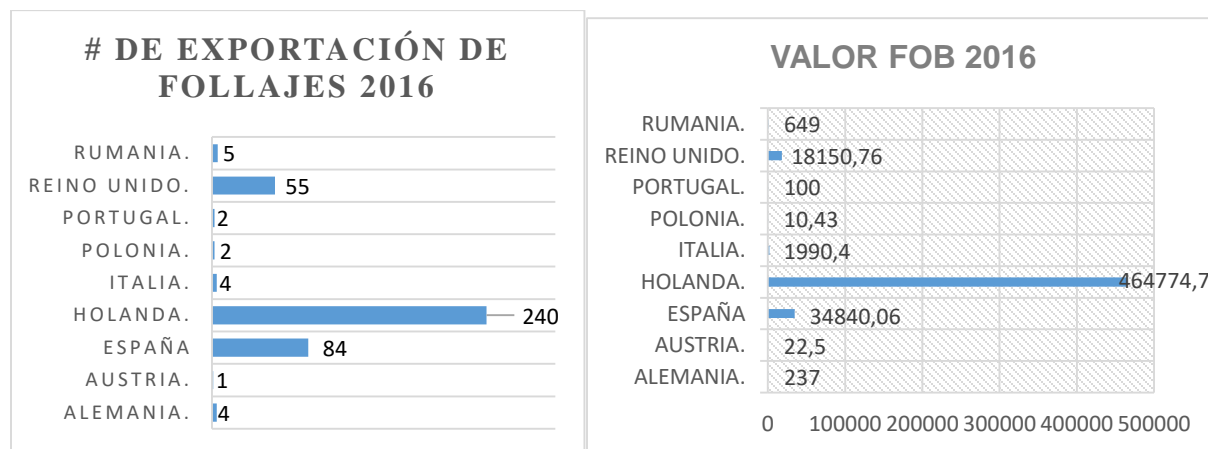 # DE EXPORTACIÓN DE
FOLLAJES 2016
RUMANIA. 5
REINO UNIDO. 55
PORTUGAL. 2
POLONIA. 2
ITALIA. 4
HOLANDA. 240
ESPAÑA 84
AUSTRIA. 1
ALEMANIA. 4
VALOR FOB 2016
RUMANIA. 649
REINO UNIDO. 18150,76
PORTUGAL. 100
POLONIA. 10,43
ITALIA. 1990,4
HOLANDA. 464774,7
ESPAÑA 34840,06
AUSTRIA. 22,5
ALEMANIA. 237
0 100000 200000 300000 400000 500000